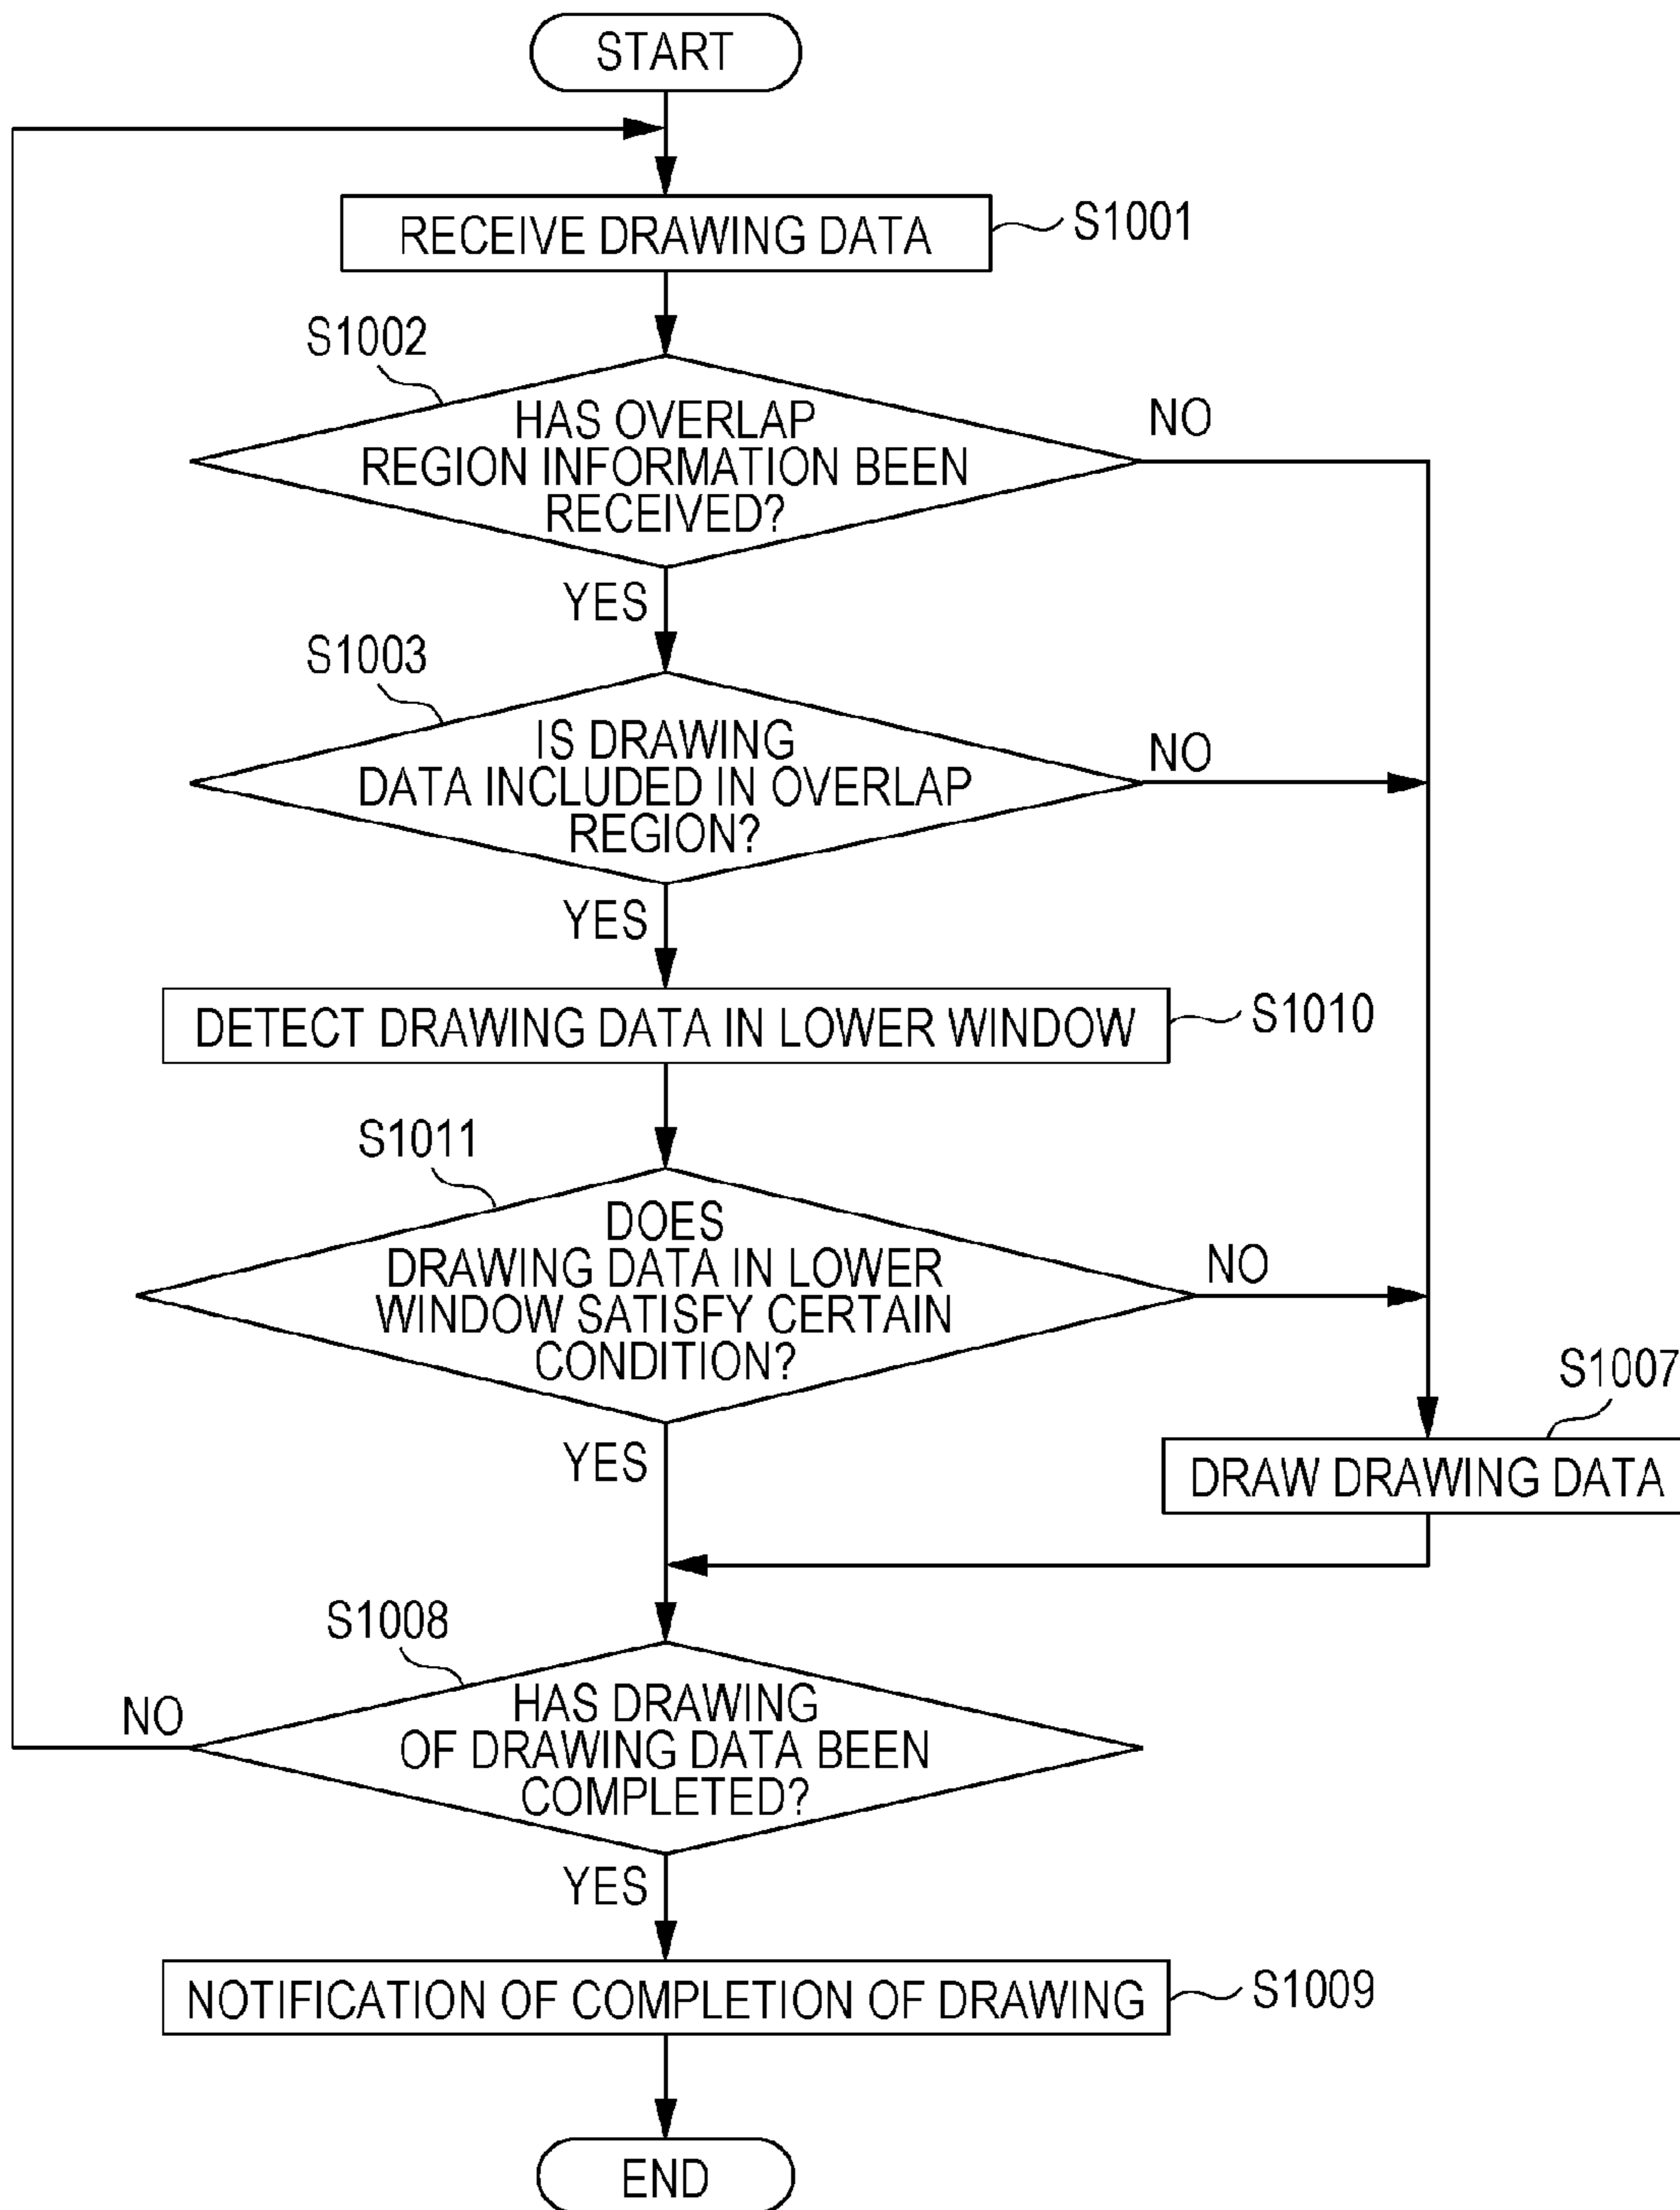 START
RECEIVE DRAWING DATA
S1001
S1002
HAS OVERLAP
REGION INFORMATION BEEN
RECEIVED?
NO
YES
S1003
IS DRAWING
DATA INCLUDED IN OVERLAP
REGION?
NO
YES
DETECT DRAWING DATA IN LOWER WINDOW
S1010
S1011
DOES
DRAWING DATA IN LOWER
WINDOW SATISFY CERTAIN
CONDITION?
NO
YES
S1007
DRAW DRAWING DATA
S1008
HAS DRAWING
OF DRAWING DATA BEEN
COMPLETED?
NO
YES
NOTIFICATION OF COMPLETION OF DRAWING
S1009
END